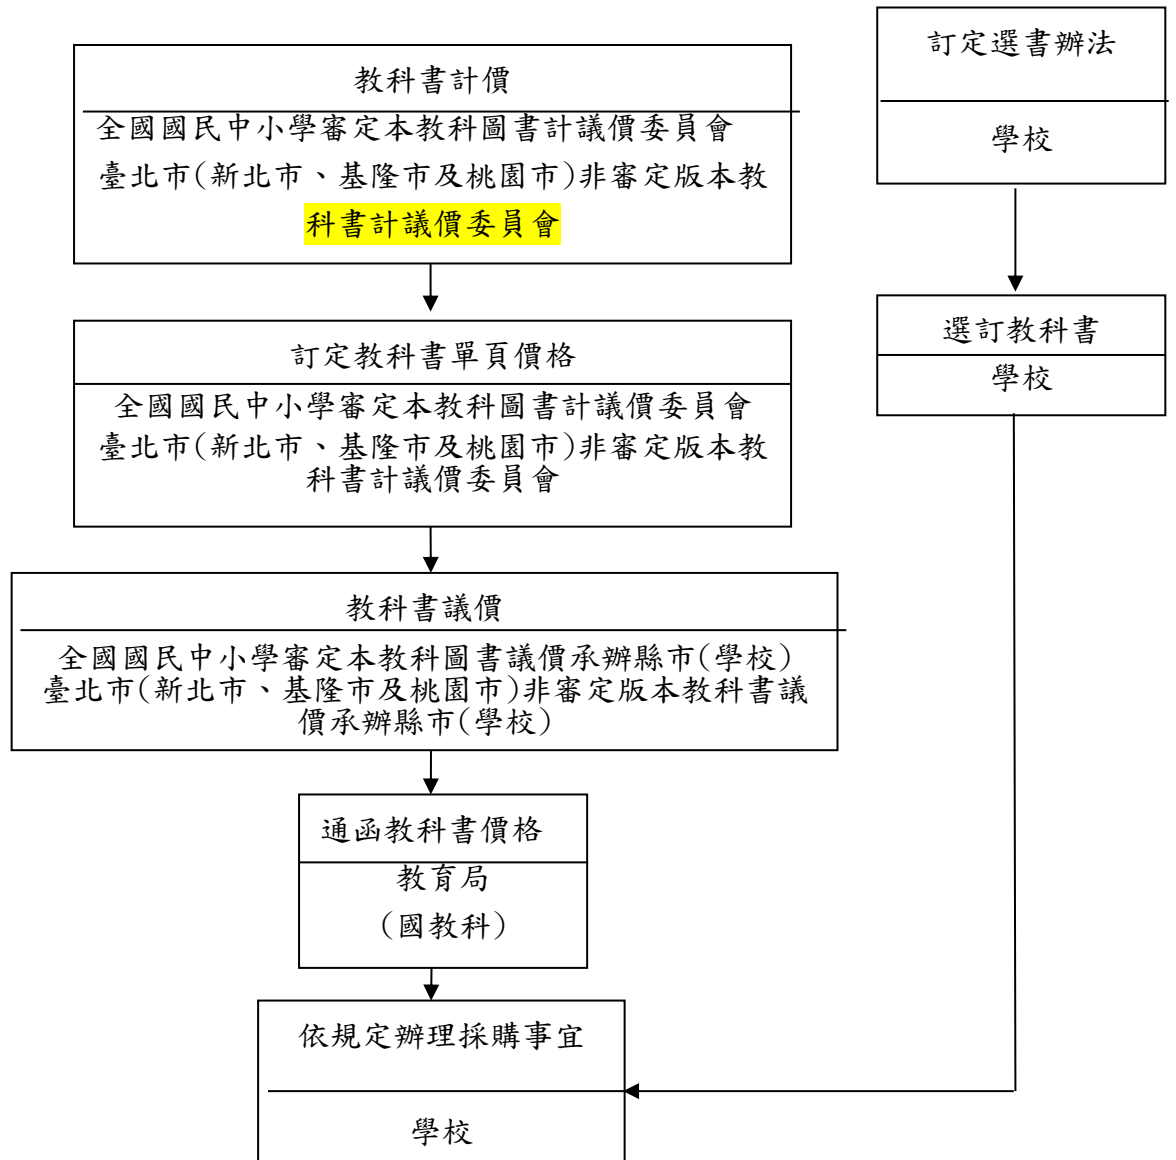 教科書計價
全國國民中小學審定本教科圖書計議價委員會
臺北市(新北市、基隆市及桃園市)非審定版本教
科書計議價委員會
訂定教科書單頁價格
全國國民中小學審定本教科圖書計議價委員會
臺北市(新北市、基隆市及桃園市)非審定版本教
科書計議價委員會
教科書議價
全國國民中小學審定本教科圖書議價承辦縣市(學校)
臺北市(新北市、基隆市及桃園市)非審定版本教科書議
價承辦縣市(學校)
通函教科書價格
教育局
(國教科)
依規定辦理採購事宜
學校
訂定選書辦法
學校
選訂教科書
學校